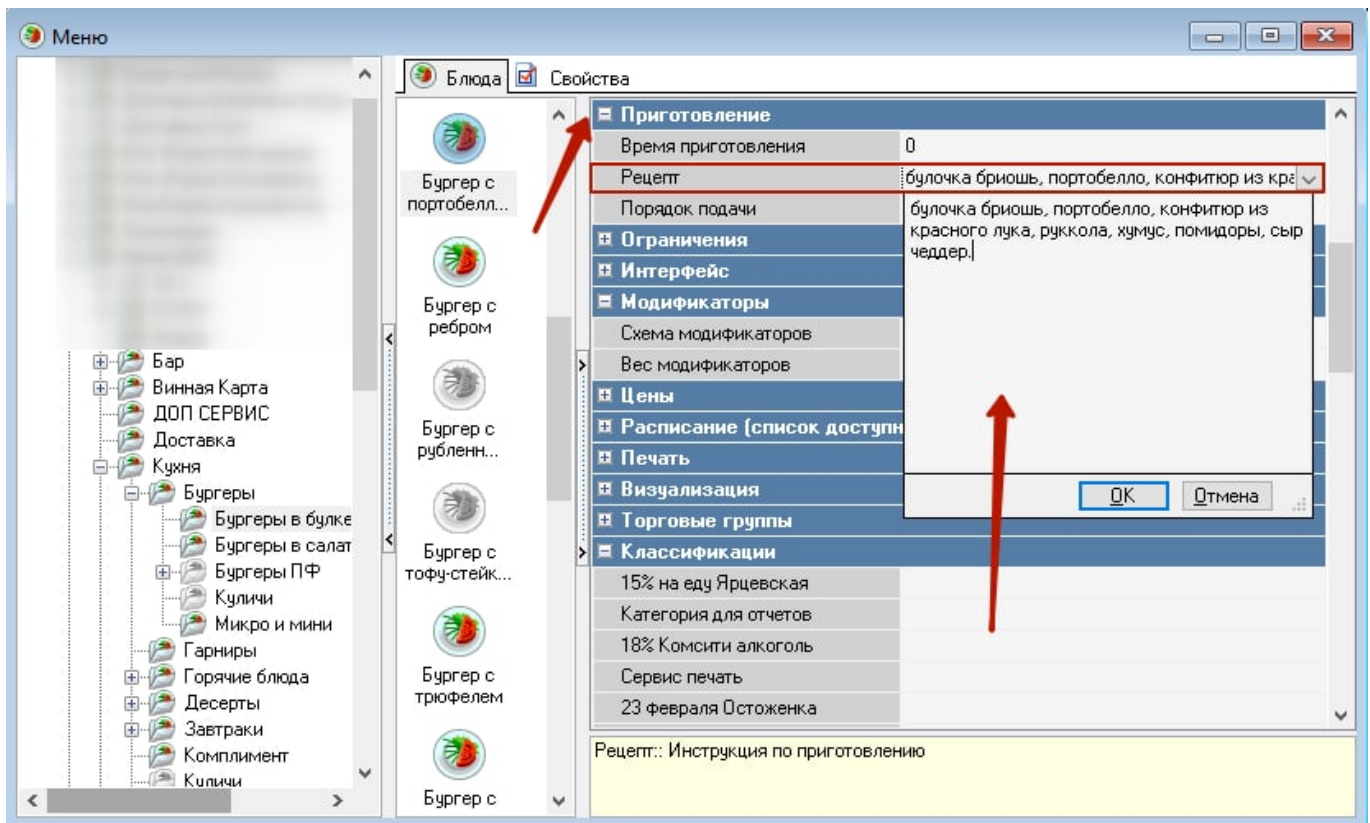 Меню
Блюда
Свойства
Бар
Винная Карта
ДОП СЕРВИС
Доставка
Кухня
Бургеры
Бургеры в булке
Бургеры в салат
Бургеры ПФ
Куличи
Микро и мини
Гарниры
Горячие блюда
Десерты
Завтраки
Комплимент
Куличи
Бургер с
портобелл...
Бургер с
ребром
Бургер с
рубленн...
Бургер с
тофу-стейк...
Бургер с
трюфелем
Бургер с
Приготовление
Время приготовления 0
Рецепт булочка бриошь, портобелло, конфитюр из кра
Порядок подачи
Ограничения
Интерфейс
Модификаторы
Схема модификаторов
Вес модификаторов
Цены
Расписание (список доступн
Печать
Визуализация
Торговые группы
Классификации
15% на еду Ярцевская
Категория для отчетов
18% Комсити алкоголь
Сервис печать
23 февраля Остоженка
булочка бриошь, портобелло, конфитюр из
красного лука, руккола, хумус, помидоры, сыр
чеддер.
OK Отмена
Рецепт:: Инструкция по приготовлению